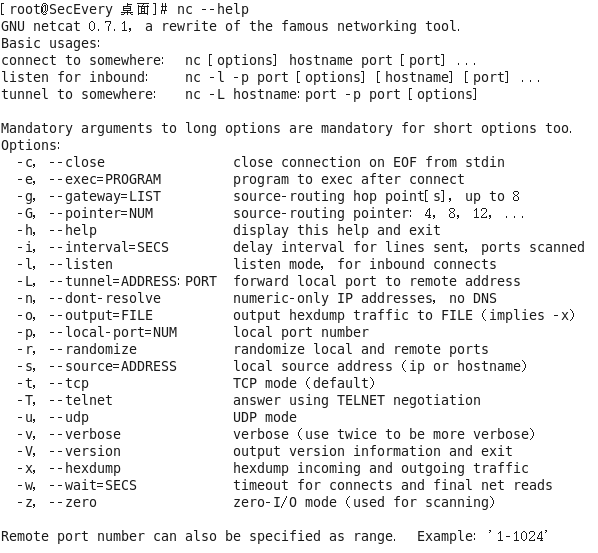 [root@SecEvery 桌面]# nc --help
GNU netcat 0.7.1, a rewrite of the famous networking tool.
Basic usages:
connect to somewhere:  nc [options] hostname port [port] ...
listen for inbound:    nc -l -p port [options] [hostname] [port] ...
tunnel to somewhere:   nc -L hostname:port -p port [options]

Mandatory arguments to long options are mandatory for short options too.
Options:
  -c, --close                close connection on EOF from stdin
  -e, --exec=PROGRAM         program to exec after connect
  -g, --gateway=LIST         source-routing hop point[s], up to 8
  -G, --pointer=NUM          source-routing pointer: 4, 8, 12, ...
  -h, --help                 display this help and exit
  -i, --interval=SECS        delay interval for lines sent, ports scanned
  -l, --listen               listen mode, for inbound connects
  -L, --tunnel=ADDRESS:PORT  forward local port to remote address
  -n, --dont-resolve         numeric-only IP addresses, no DNS
  -o, --output=FILE          output hexdump traffic to FILE (implies -x)
  -p, --local-port=NUM       local port number
  -r, --randomize            randomize local and remote ports
  -s, --source=ADDRESS       local source address (ip or hostname)
  -t, --tcp                  TCP mode (default)
  -T, --telnet               answer using TELNET negotiation
  -u, --udp                  UDP mode
  -v, --verbose              verbose (use twice to be more verbose)
  -V, --version              output version information and exit
  -x, --hexdump              hexdump incoming and outgoing traffic
  -w, --wait=SECS            timeout for connects and final net reads
  -z, --zero                 zero-I/O mode (used for scanning)

Remote port number can also be specified as range.  Example: '1-1024'